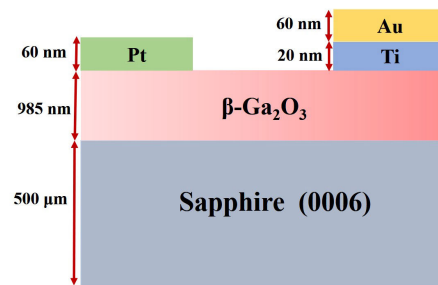 60 nm
Au
60 nm
Pt
20 nm
Ti
985 nm
β-Ga₂O₃
500 μm
Sapphire (0006)